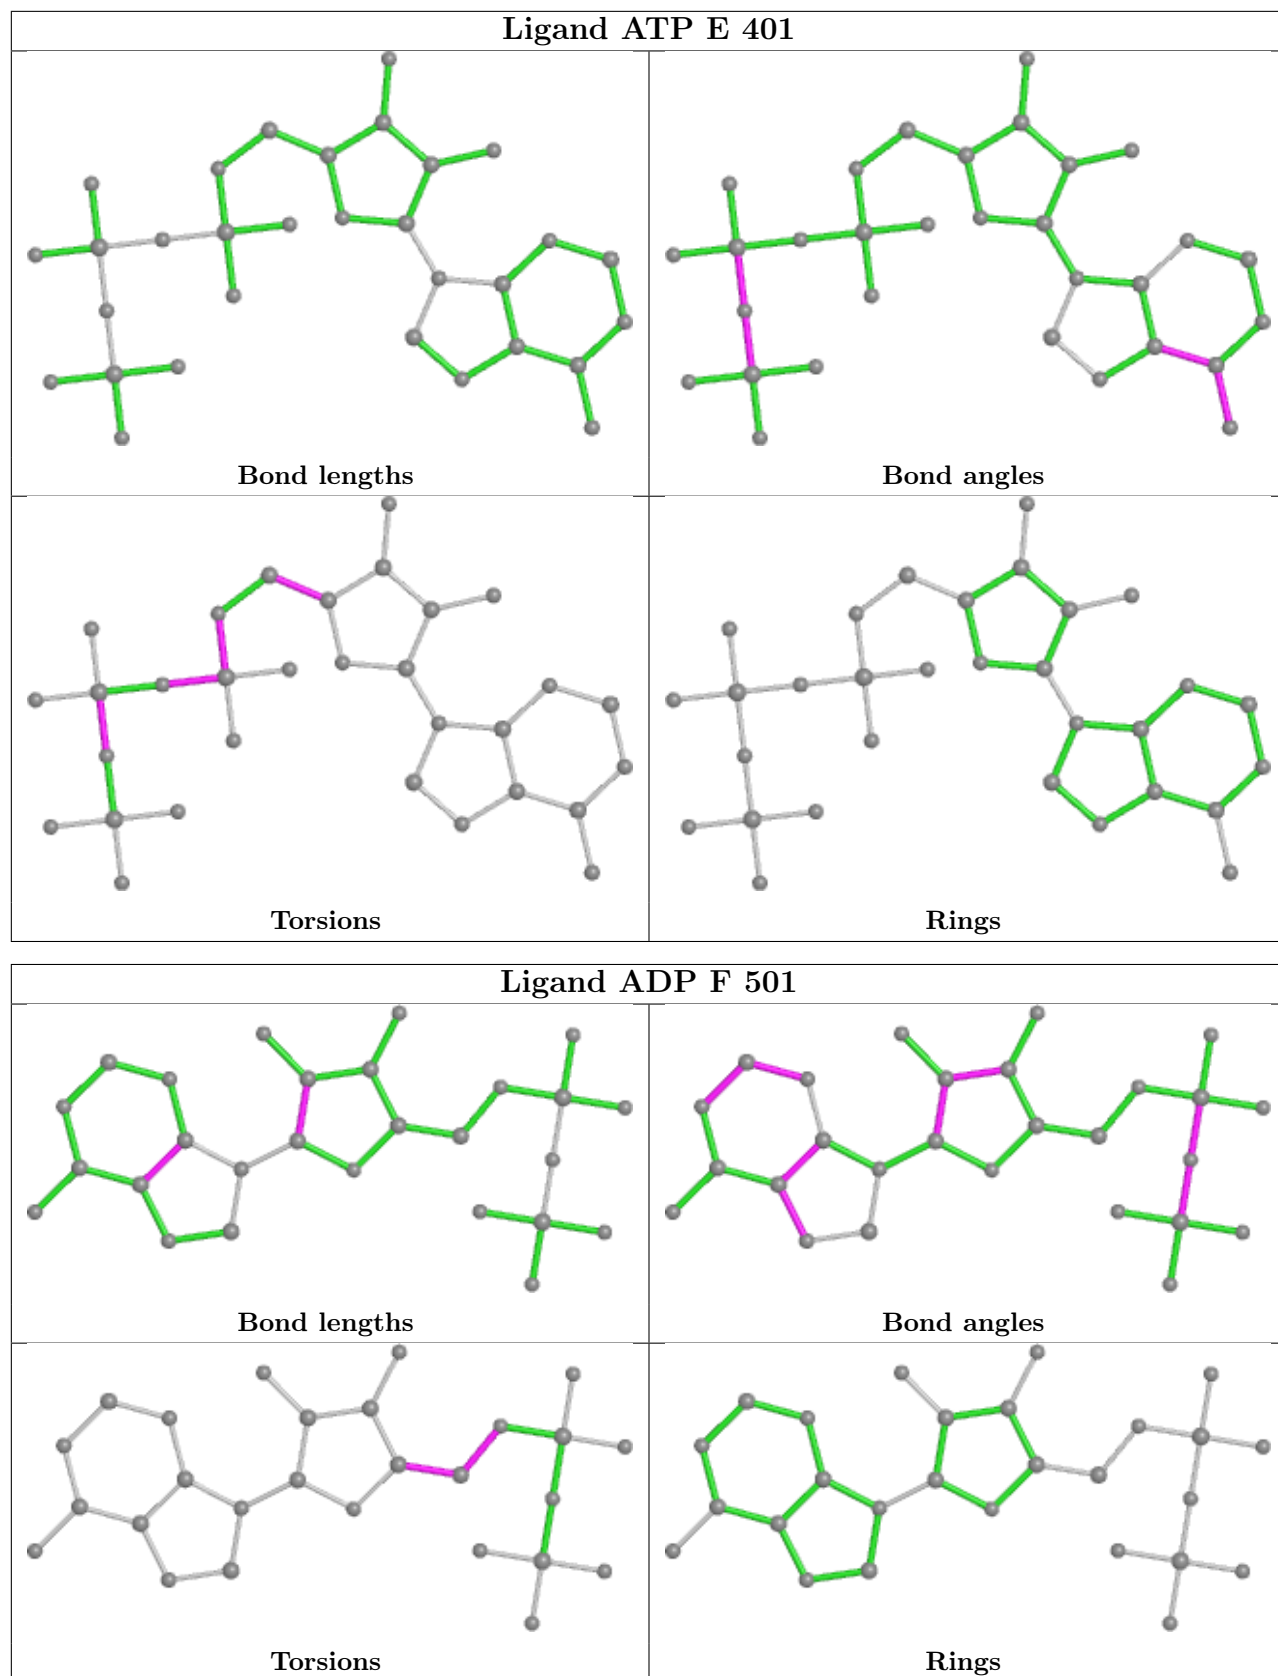 Ligand ATP E 401
Bond lengths
Bond angles
Torsions
Rings
Ligand ADP F 501
Bond lengths
Bond angles
Torsions
Rings